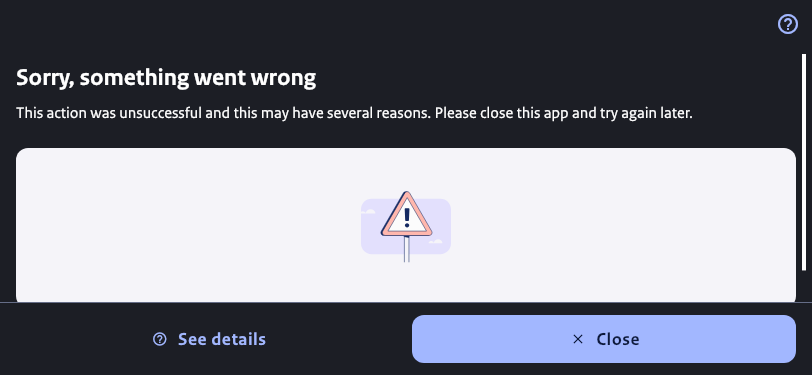 Sorry, something went wrong
This action was unsuccessful and this may have several reasons. Please close this app and try again later.
See details
Close